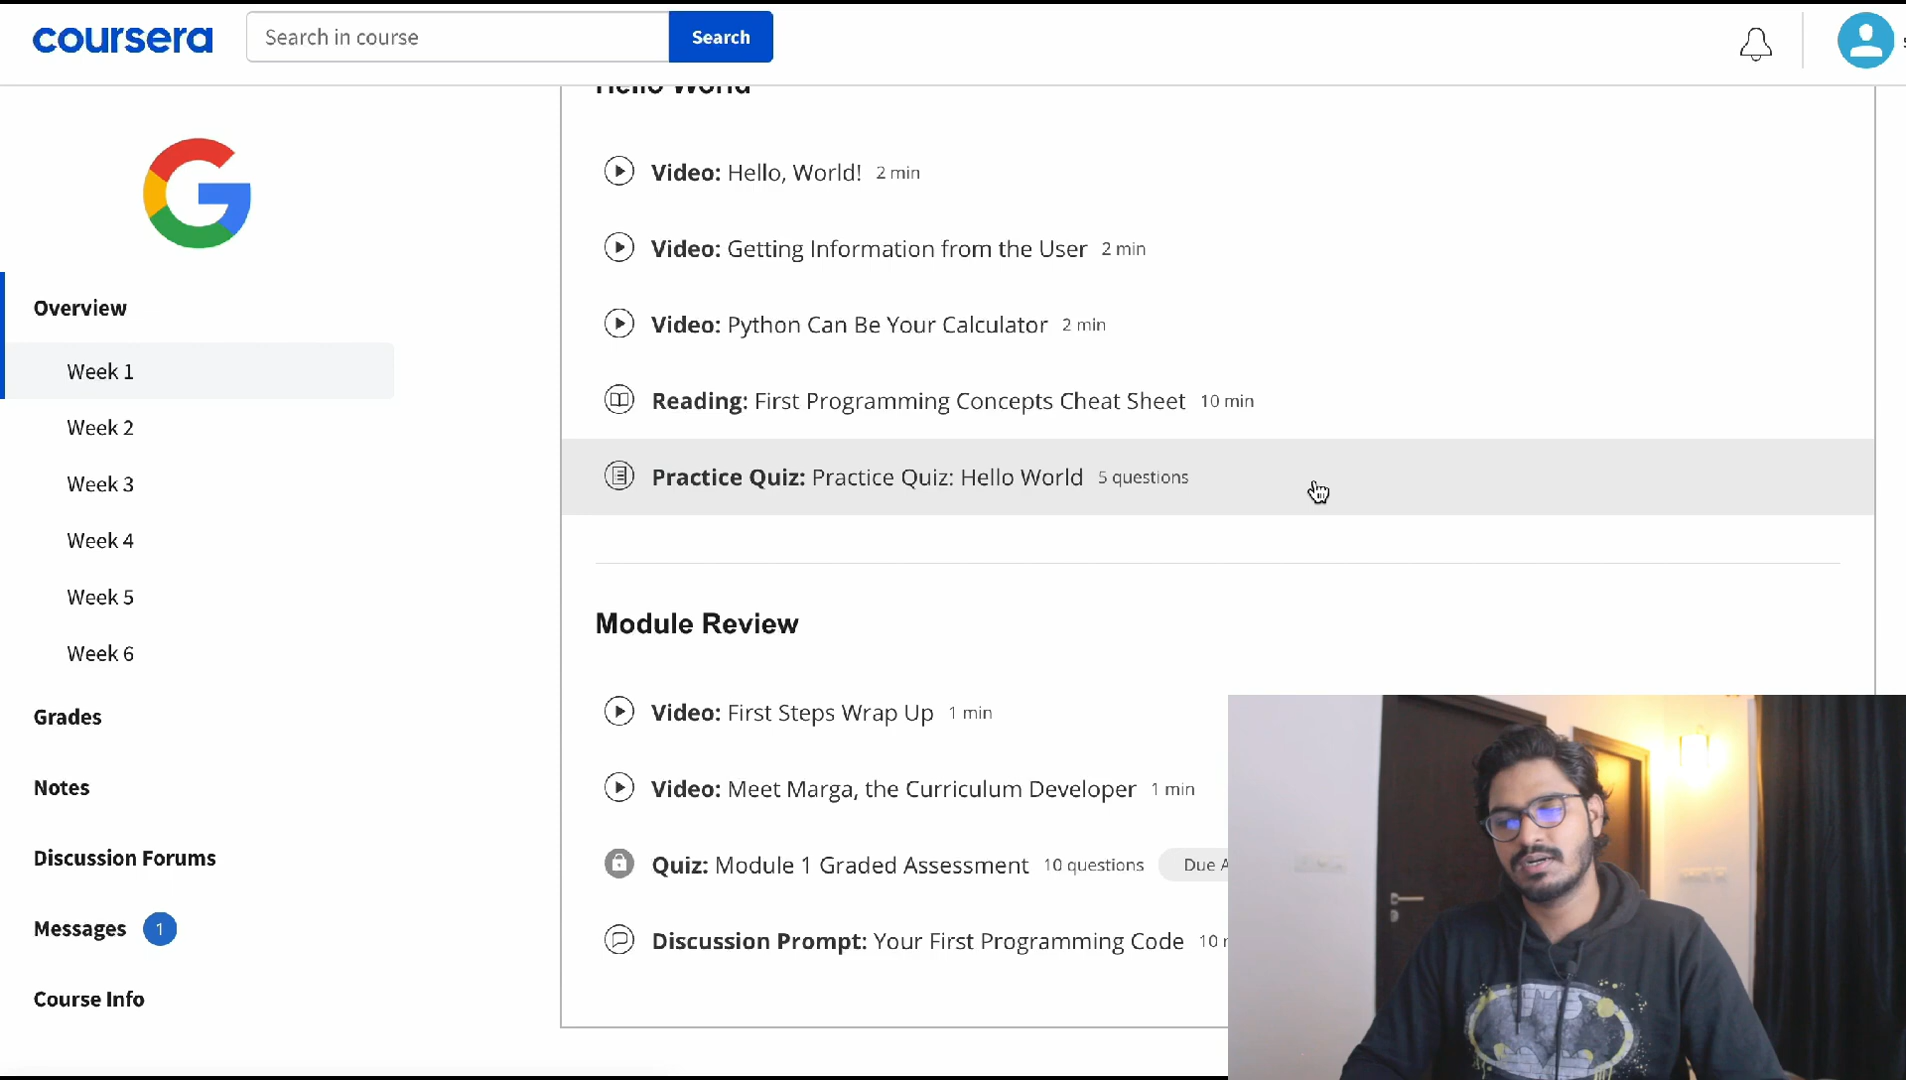 coursera
Search in course
Search
Hello World
Video: Hello, World! 2 min
Video: Getting Information from the User 2 min
Video: Python Can Be Your Calculator 2 min
Reading: First Programming Concepts Cheat Sheet 10 min
Practice Quiz: Practice Quiz: Hello World 5 questions
Module Review
Video: First Steps Wrap Up 1 min
Video: Meet Marga, the Curriculum Developer 1 min
Quiz: Module 1 Graded Assessment 10 questions Due
Discussion Prompt: Your First Programming Code 10
Overview
Week 1
Week 2
Week 3
Week 4
Week 5
Week 6
Grades
Notes
Discussion Forums
Messages 1
Course Info